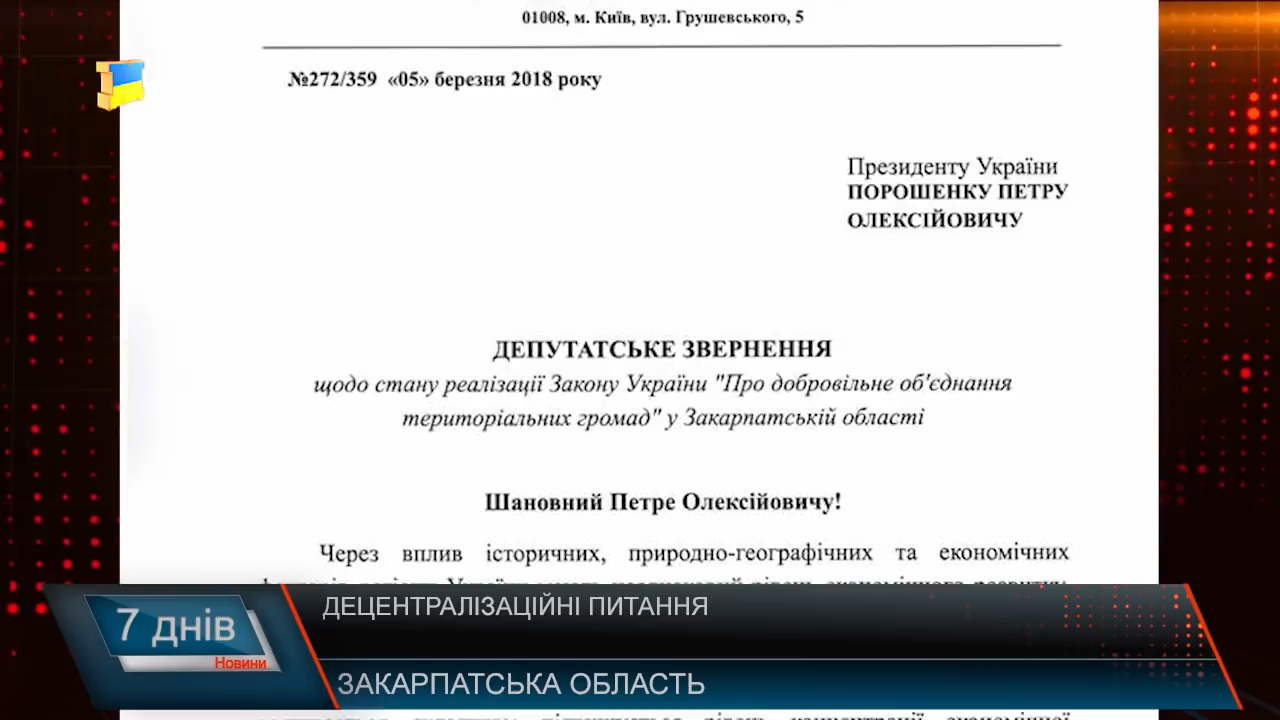 01008, м. Київ, вул. Грушевського, 5
№272/359 «05» березня 2018 року
Президенту України
ПОРОШЕНКУ ПЕТРУ
ОЛЕКСІЙОВИЧУ
ДЕПУТАТСЬКЕ ЗВЕРНЕННЯ
щодо стану реалізації Закону України "Про добровільне об'єднання
територіальних громад" у Закарпатській області
Шановний Петре Олексійовичу!
Через вплив історичних, природно-географічних та економічних
ДЕЦЕНТРАЛІЗАЦІЙНІ ПИТАННЯ
7 днів
Новини
ЗАКАРПАТСЬКА ОБЛАСТЬ